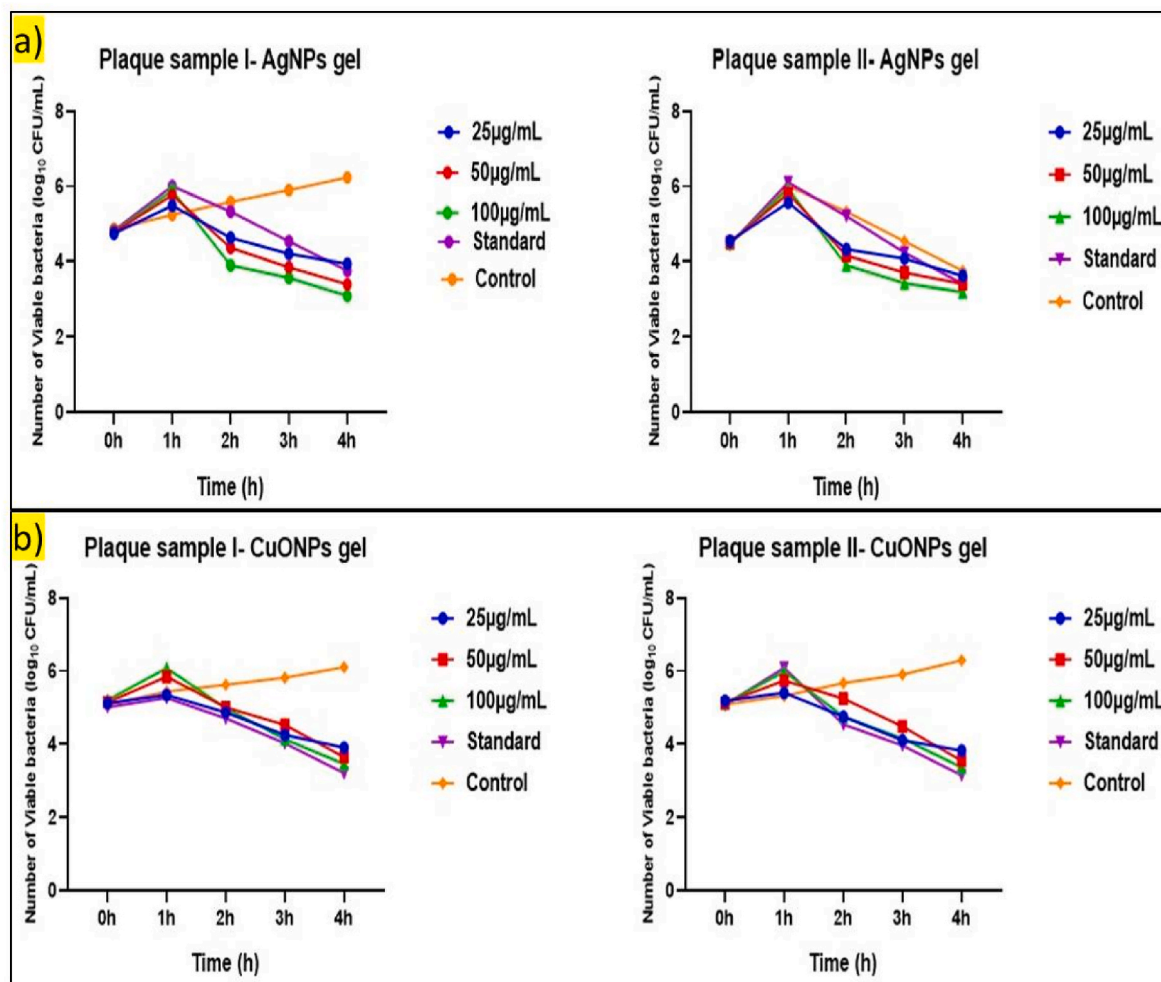 a)
Plaque sample I- AgNPs gel
Number of Viable bacteria (log₁₀ CFU/mL)
8
6
4
2
0
0h 1h 2h 3h 4h
Time (h)
25µg/mL
50µg/mL
100µg/mL
Standard
Control
Plaque sample II- AgNPs gel
Number of Viable bacteria (log₁₀ CFU/mL)
8
6
4
2
0
0h 1h 2h 3h 4h
Time (h)
25µg/mL
50µg/mL
100µg/mL
Standard
Control
b)
Plaque sample I- CuONPs gel
Number of Viable bacteria (log₁₀ CFU/mL)
8
6
4
2
0
0h 1h 2h 3h 4h
Time (h)
25µg/mL
50µg/mL
100µg/mL
Standard
Control
Plaque sample II- CuONPs gel
Number of Viable bacteria (log₁₀ CFU/mL)
8
6
4
2
0
0h 1h 2h 3h 4h
Time (h)
25µg/mL
50µg/mL
100µg/mL
Standard
Control